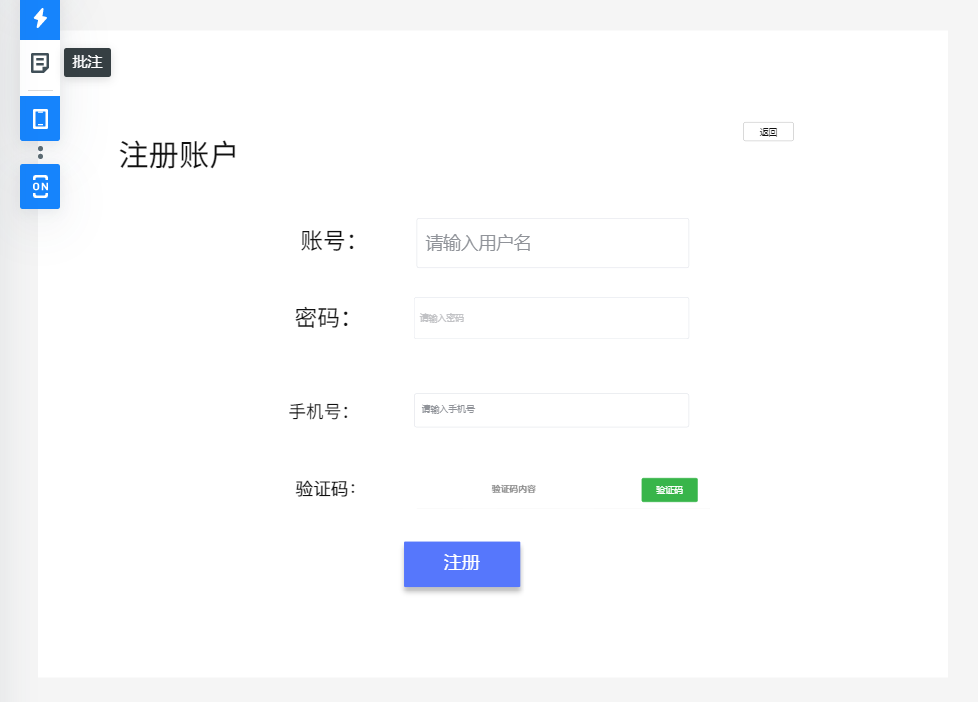 批注
返回
注册账户
账号：
请输入用户名
密码：
请输入密码
手机号：
请输入手机号
验证码：
验证码内容
验证码
注册
ON